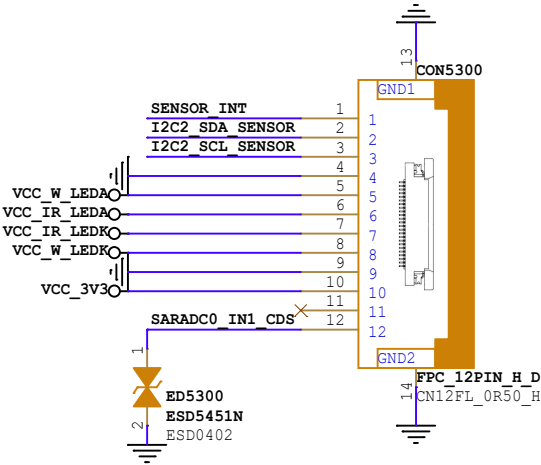 13
CON5300
GND1
SENSOR_INT 1 1
I2C2_SDA_SENSOR 2 2
I2C2_SCL_SENSOR 3 3
4 4
VCC_W_LEDA 5 5
VCC_IR_LEDA 6 6
VCC_IR_LEDK 7 7
VCC_W_LEDK 8 8
9 9
VCC_3V3 10 10
11 11
SARADC0_IN1_CDS 12 12
GND2
1
FPC_12PIN_H_D
14
CN12FL_0R50_H
ED5300
ESD5451N
2
ESD0402